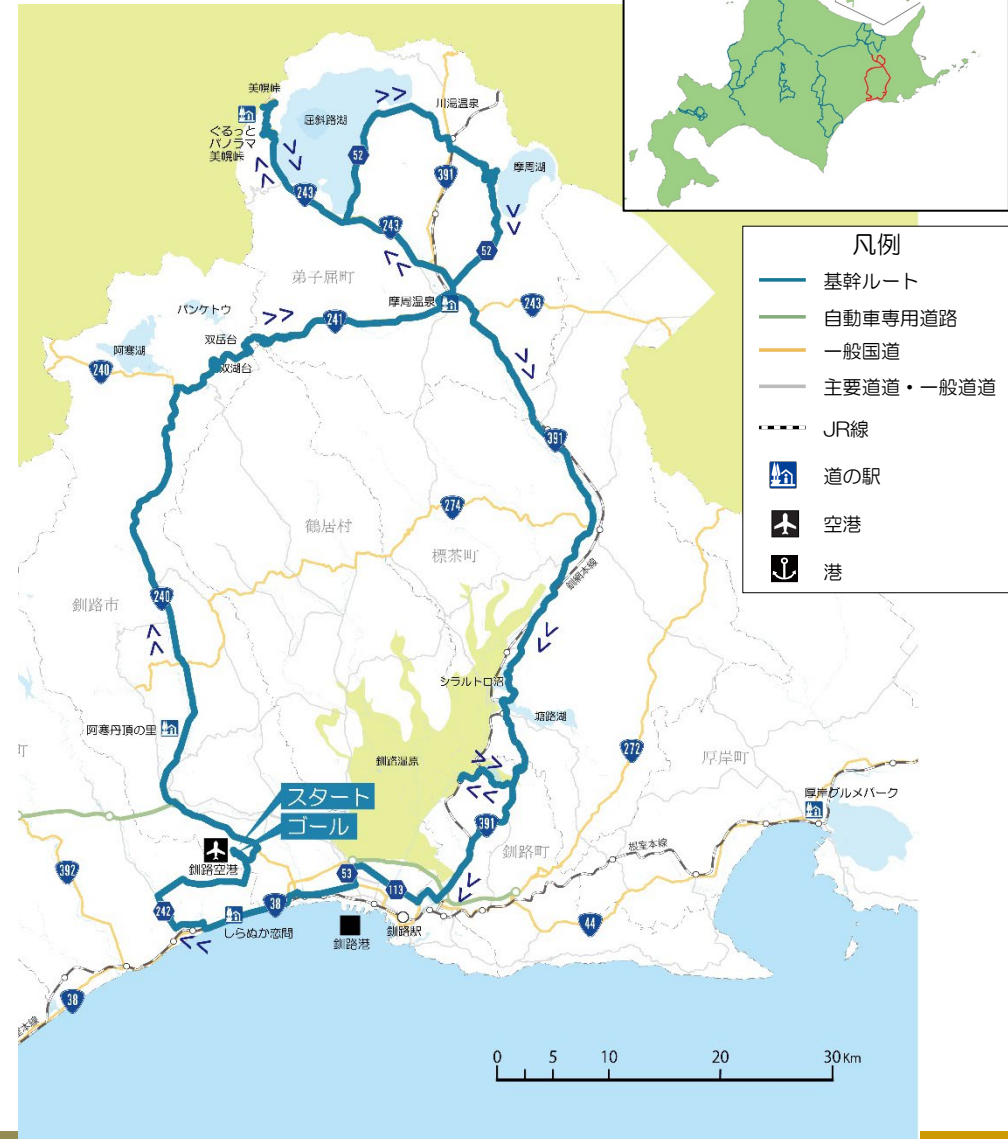 美幌峠
ぐるっと
パノラマ
美幌峠
屈斜路湖
川湯温泉
摩周湖
52
391
243
243
52
弟子屈町
摩周温泉
243
パンケトウ
双岳台
241
阿寒湖
240
双湖台
391
274
鶴居村
標茶町
釧網本線
釧路市
240
シラルトロ沼
塘路湖
阿寒丹頂の里
釧路湿原
272
厚岸町
厚岸グルメパーク
スタート
ゴール
391
釧路町
根室本線
釧路空港
392
53
113
242
38
44
しらぬか恋問
釧路港
釧路駅
38
0 5 10 20 30 Km
凡例
基幹ルート
自動車専用道路
一般国道
主要道道・一般道道
JR線
道の駅
空港
港